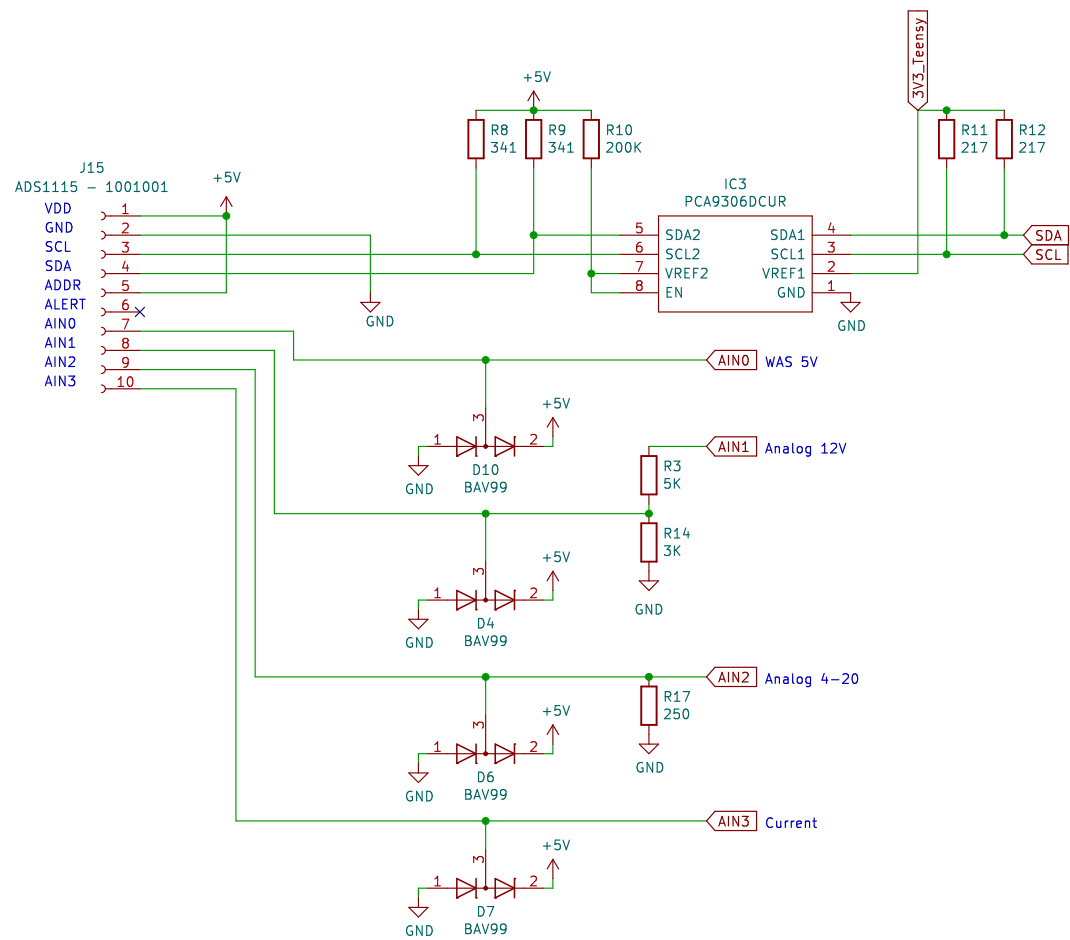 3V3_Teensy
+5V
R8
341
R9
341
R10
200K
R11
217
R12
217
J15
ADS1115 - 1001001
+5V
IC3
PCA9306DCUR
VDD 1
GND 2
SCL 3
SDA 4
ADDR 5
ALERT 6
AIN0 7
AIN1 8
AIN2 9
AIN3 10
5 SDA2 SDA1 4
6 SCL2 SCL1 3
7 VREF2 VREF1 2
8 EN GND 1
SDA
SCL
GND
GND
AIN0 WAS 5V
3
+5V
1 2
D10
BAV99
GND
AIN1 Analog 12V
R3
5K
R14
3K
GND
3
+5V
1 2
D4
BAV99
GND
AIN2 Analog 4-20
R17
250
GND
3
+5V
1 2
D6
BAV99
GND
AIN3 Current
3
+5V
1 2
D7
BAV99
GND